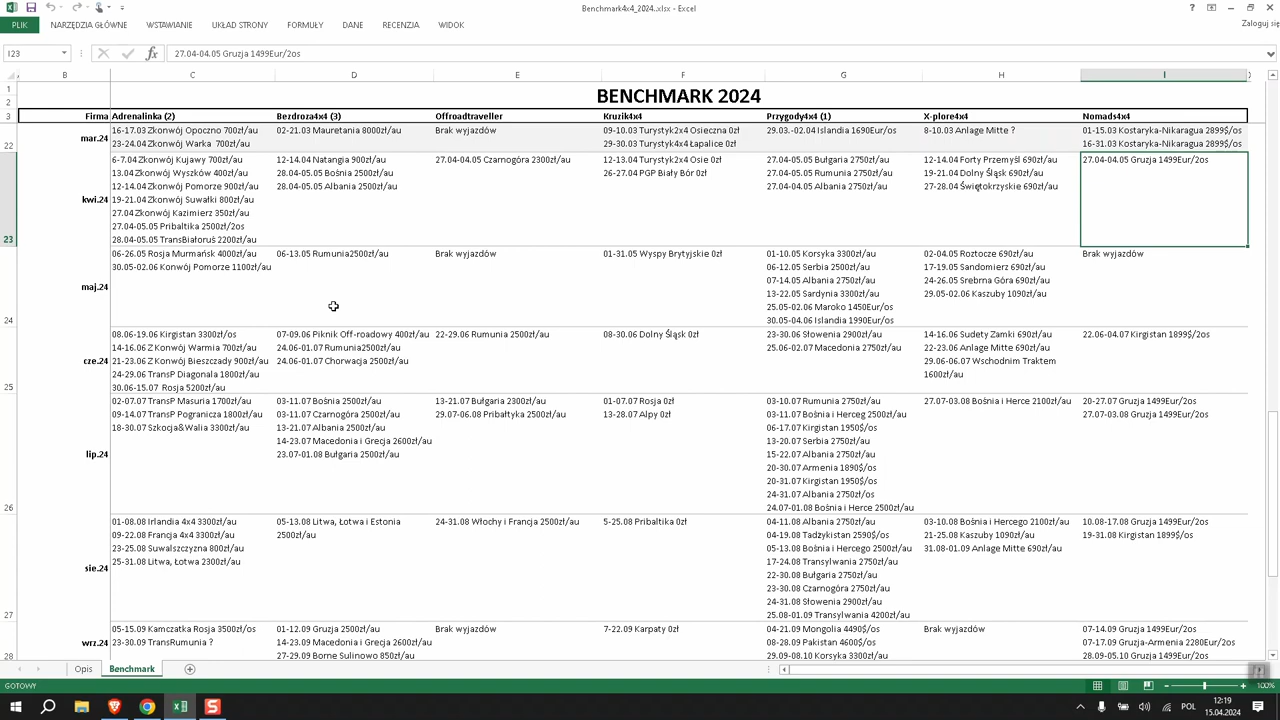 Benchmark4x4_2024..xlsx - Excel
PLIK NARZĘDZIA GŁÓWNE WSTAWIANIE UKŁAD STRONY FORMUŁY DANE RECENZJA WIDOK
Zaloguj się
I23 27.04-04.05 Gruzja 1499Eur/2os
B C D E F G H I
1 BENCHMARK 2024
2
3 Firma Adrenalinka (2) Bezdroza4x4 (3) Offroadtraveller Kruzik4x4 Przygody4x4 (1) X-plore4x4 Nomads4x4
22 mar.24
16-17.03 Zkonwój Opoczno 700zł/au
23-24.04 Zkonwój Warka 700zł/au
02-21.03 Mauretania 8000zł/au
Brak wyjazdów
09-10.03 Turystyk2x4 Osieczna 0zł
29-30.03 Turystyk4x4 Łapalice 0zł
29.03.-02.04 Islandia 1690Eur/os
8-10.03 Anlage Mitte ?
01-15.03 Kostaryka-Nikaragua 2899$/os
16-31.03 Kostaryka-Nikaragua 2899$/os
23 kwi.24
6-7.04 Zkonwój Kujawy 700zł/au
13.04 Zkonwój Wyszków 400zł/au
12-14.04 Zkonwój Pomorze 900zł/au
19-21.04 Zkonwój Suwałki 800zł/au
27.04 Zkonwój Kazimierz 350zł/au
27.04-05.05 Pribaltika 2500zł/2os
28.04-05.05 TransBiałoruś 2200zł/au
12-14.04 Natangia 900zł/au
28.04-05.05 Bośnia 2500zł/au
28.04-05.05 Albania 2500zł/au
27.04-04.05 Czarnogóra 2300zł/au
12-13.04 Turystyk2x4 Osie 0zł
26-27.04 PGP Biały Bór 0zł
27.04-05.05 Bułgaria 2750zł/au
27.04-05.05 Rumunia 2750zł/au
27.04-04.05 Albania 2750zł/au
12-14.04 Forty Przemyśl 690zł/au
19-21.04 Dolny Śląsk 690zł/au
27-28.04 Świętokrzyskie 690zł/au
27.04-04.05 Gruzja 1499Eur/2os
24 maj.24
06-26.05 Rosja Murmańsk 4000zł/au
30.05-02.06 Konwój Pomorze 1100zł/au
06-13.05 Rumunia2500zł/au
Brak wyjazdów
01-31.05 Wyspy Brytyjskie 0zł
01-10.05 Korsyka 3300zł/au
06-12.05 Serbia 2500zł/au
07-14.05 Albania 2750zł/au
13-22.05 Sardynia 3300zł/au
25.05-02.06 Maroko 1450Eur/os
30.05-04.06 Islandia 1990Eur/os
02-04.05 Roztocze 690zł/au
17-19.05 Sandomierz 690zł/au
24-26.05 Srebrna Góra 690zł/au
29.05-02.06 Kaszuby 1090zł/au
Brak wyjazdów
25 cze.24
08.06-19.06 Kirgistan 3300zł/os
14-16.06 Z Konwój Warmia 700zł/au
21-23.06 Z Konwój Bieszczady 900zł/au
24-29.06 TransP Diagonala 1800zł/au
30.06-15.07 Rosja 5200zł/au
07-09.06 Piknik Off-roadowy 400zł/au
24.06-01.07 Rumunia2500zł/au
24.06-01.07 Chorwacja 2500zł/au
22-29.06 Rumunia 2500zł/au
08-30.06 Dolny Śląsk 0zł
23-30.06 Słowenia 2900zł/au
25.06-02.07 Macedonia 2750zł/au
14-16.06 Sudety Zamki 690zł/au
22-23.06 Anlage Mitte 690zł/au
29.06-06.07 Wschodnim Traktem
1600zł/au
22.06-04.07 Kirgistan 1899$/2os
26 lip.24
02-07.07 TransP Masuria 1700zł/au
09-14.07 TransP Pogranicza 1800zł/au
18-30.07 Szkocja&Walia 3300zł/au
03-11.07 Bośnia 2500zł/au
03-11.07 Czarnogóra 2500zł/au
13-21.07 Albania 2500zł/au
14-23.07 Macedonia i Grecja 2600zł/au
23.07-01.08 Bułgaria 2500zł/au
13-21.07 Bułgaria 2300zł/au
29.07-06.08 Pribałtyka 2500zł/au
01-07.07 Rosja 0zł
13-28.07 Alpy 0zł
03-10.07 Rumunia 2750zł/au
03-11.07 Bośnia i Herceg 2500zł/au
06-17.07 Kirgistan 1950$/os
13-20.07 Serbia 2750zł/au
15-22.07 Albania 2750zł/au
20-30.07 Armenia 1890$/os
20-31.07 Kirgistan 1950$/os
24-31.07 Albania 2750zł/os
24.07-01.08 Bośnia i Herce 2500zł/au
27.07-03.08 Bośnia i Herce 2100zł/au
20-27.07 Gruzja 1499Eur/2os
27.07-03.08 Gruzja 1499Eur/2os
27 sie.24
01-08.08 Irlandia 4x4 3300zł/au
09-22.08 Francja 4x4 3300zł/au
23-25.08 Suwalszczyzna 800zł/au
25-31.08 Litwa, Łotwa 2300zł/au
05-13.08 Litwa, Łotwa i Estonia
2500zł/au
24-31.08 Włochy i Francja 2500zł/au
5-25.08 Pribaltika 0zł
04-11.08 Albania 2750zł/au
04-19.08 Tadżykistan 2590$/os
05-13.08 Bośnia i Hercego 2500zł/au
17-24.08 Transylwania 2750zł/au
22-30.08 Bułgaria 2750zł/au
23-30.08 Czarnogóra 2750zł/au
24-31.08 Słowenia 2900zł/au
25.08-01.09 Transylwania 4200zł/au
03-10.08 Bośnia i Hercego 2100zł/au
21-25.08 Kaszuby 1090zł/au
31.08-01.09 Anlage Mitte 690zł/au
10.08-17.08 Gruzja 1499Eur/2os
19-31.08 Kirgistan 1899$/os
28 wrz.24
05-15.09 Kamczatka Rosja 3500zł/os
23-30.09 TransRumunia ?
01-12.09 Gruzja 2500zł/au
14-23.09 Macedonia i Grecja 2600zł/au
27-29.09 Borne Sulinowo 850zł/au
Brak wyjazdów
7-22.09 Karpaty 0zł
04-21.09 Mongolia 4490$/os
08-28.09 Pakistan 4600$/os
29.09-08.10 Korsyka 3300zł/au
Brak wyjazdów
07-14.09 Gruzja 1499Eur/2os
07-17.09 Gruzja-Armenia 2280Eur/2os
28.09-05.10 Gruzja 1499Eur/2os
Opis Benchmark
GOTOWY 100%
POL 12:19
15.04.2024